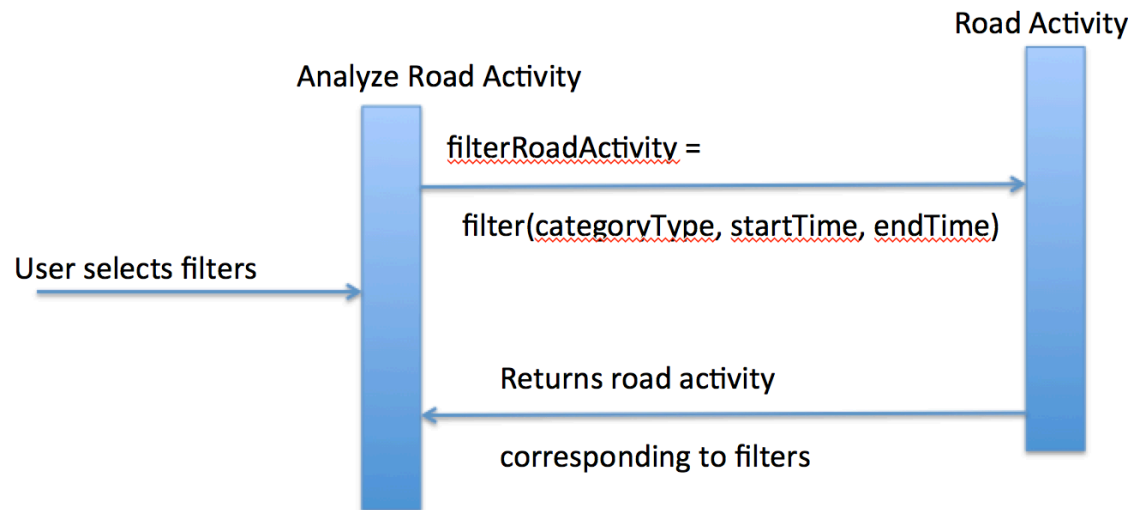 Road Activity
Analyze Road Activity
filterRoadActivity =
filter(categoryType, startTime, endTime)
User selects filters
Returns road activity
corresponding to filters